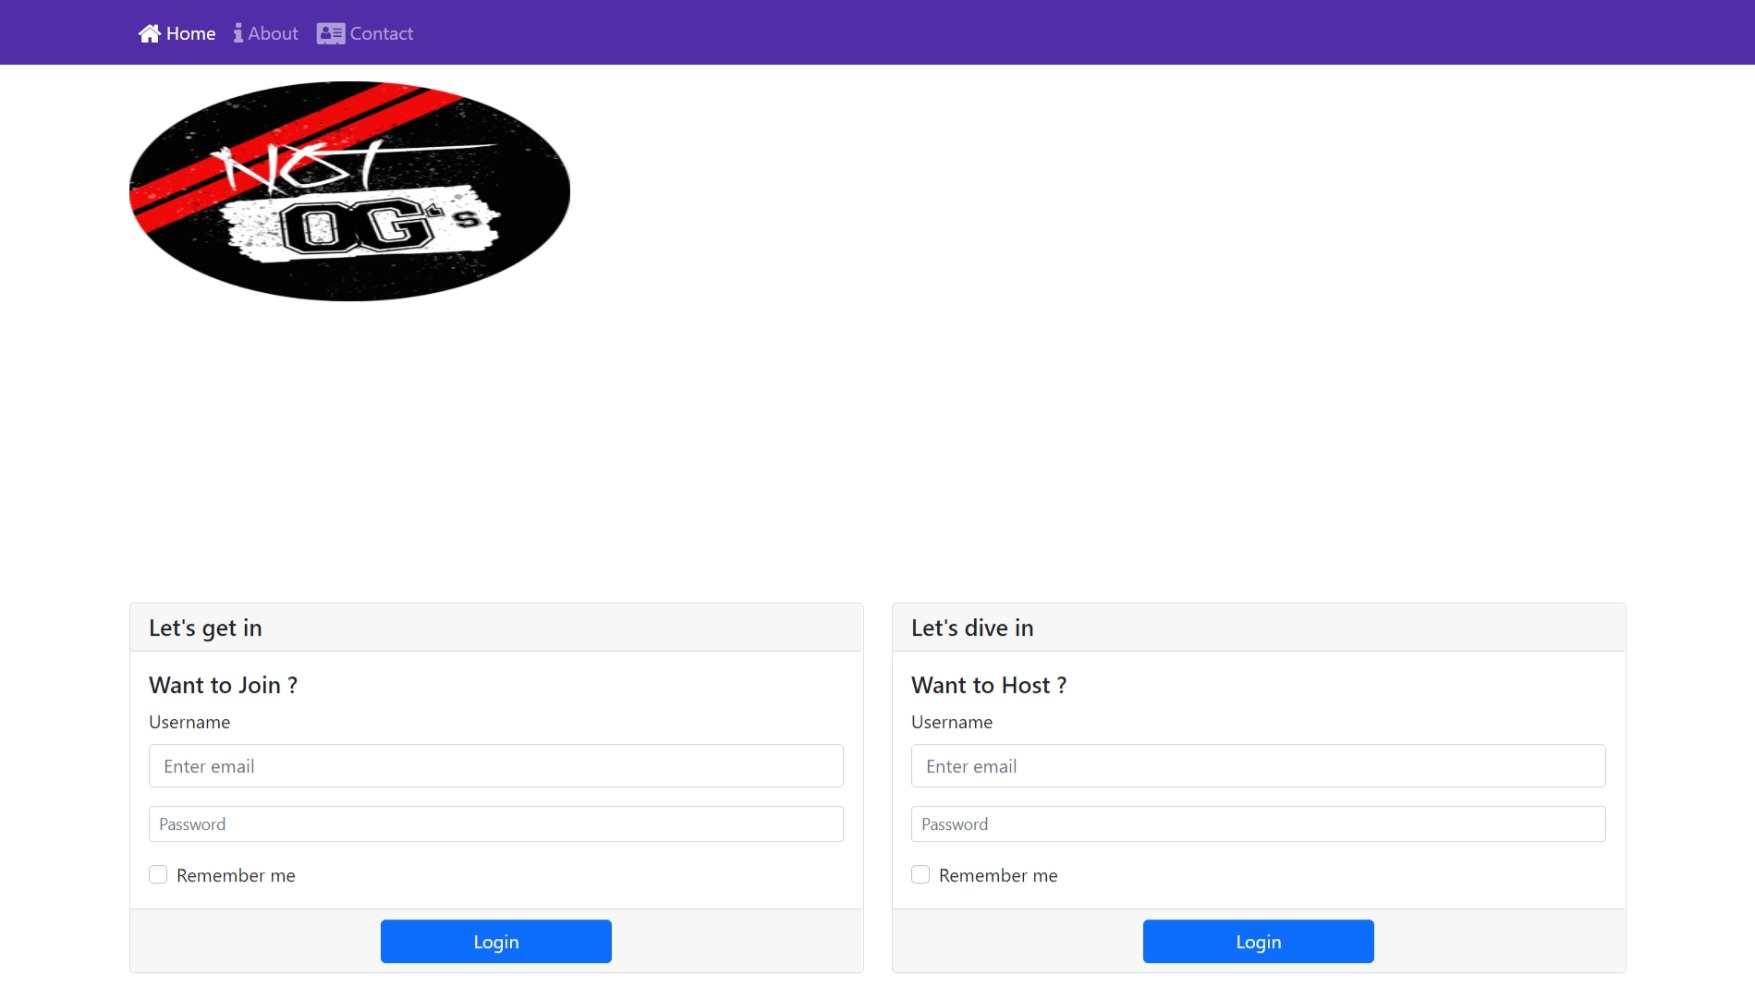 Home About Contact
NOT
OG's
Let's get in
Want to Join ?
Username
Enter email
Password
Remember me
Login
Let's dive in
Want to Host ?
Username
Enter email
Password
Remember me
Login